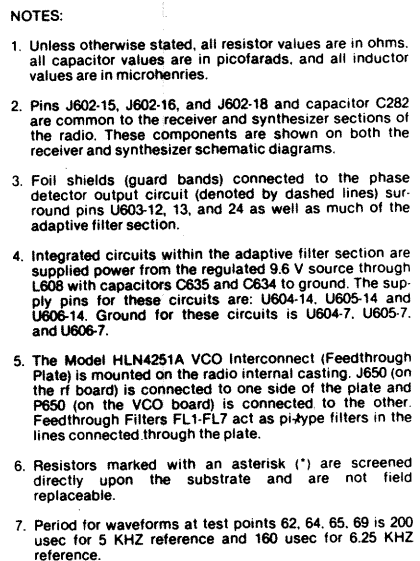 NOTES:
1. Unless otherwise stated, all resistor values are in ohms.
all capacitor values are in picofarads, and all inductor
values are in microhenries.
2. Pins J602-15, J602-16, and J602-18 and capacitor C282
are common to the receiver and synthesizer sections of
the radio. These components are shown on both the
receiver and synthesizer schematic diagrams.
3. Foil shields (guard bands) connected to the phase
detector output circuit (denoted by dashed lines) sur-
round pins U603-12, 13, and 24 as well as much of the
adaptive filter section.
4. Integrated circuits within the adaptive filter section are
supplied power from the regulated 9.6 V source through
L608 with capacitors C635 and C634 to ground. The sup-
ply pins for these circuits are: U604-14, U605-14 and
U606-14. Ground for these circuits is U604-7, U605-7,
and U606-7.
5. The Model HLN4251A VCO Interconnect (Feedthrough
Plate) is mounted on the radio internal casting. J650 (on
the rf board) is connected to one side of the plate and
P650 (on the VCO board) is connected to the other.
Feedthrough Filters FL1-FL7 act as pi-type filters in the
lines connected through the plate.
6. Resistors marked with an asterisk (*) are screened
directly upon the substrate and are not field
replaceable.
7. Period for waveforms at test points 62, 64, 65, 69 is 200
usec for 5 KHZ reference and 160 usec for 6.25 KHZ
reference.